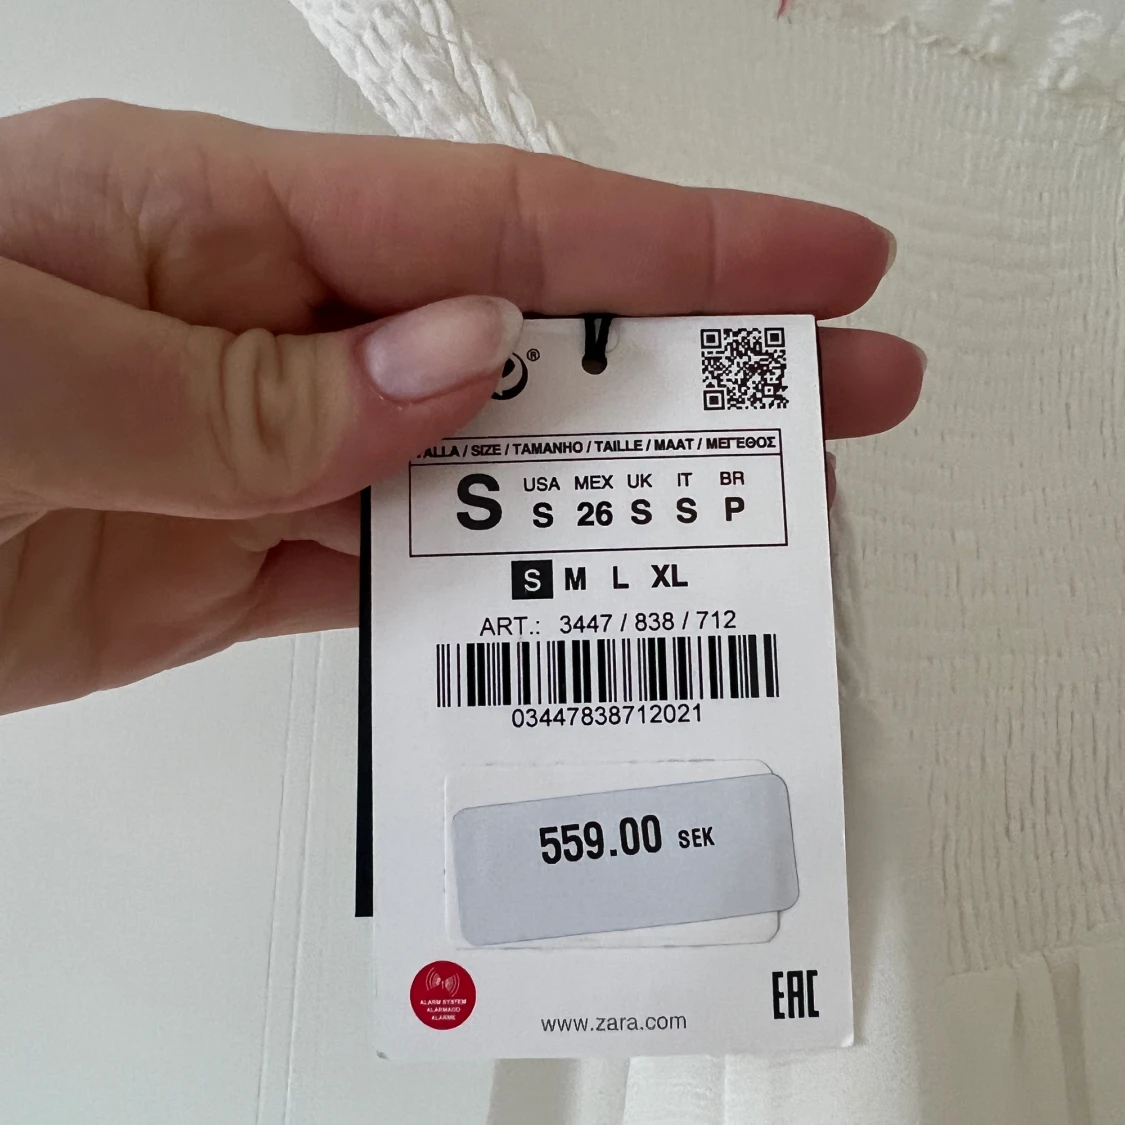 ®
TALLA / SIZE / TAMANHO / TAILLE / MAAT / ΜΕΓΕΘΟΣ
S
USA MEX UK IT BR
S 26 S S P
S M L XL
ART.: 3447 / 838 / 712
03447838712021
559.00 SEK
ALARM SYSTEM
ALARMADO
ALARME
EAC
www.zara.com